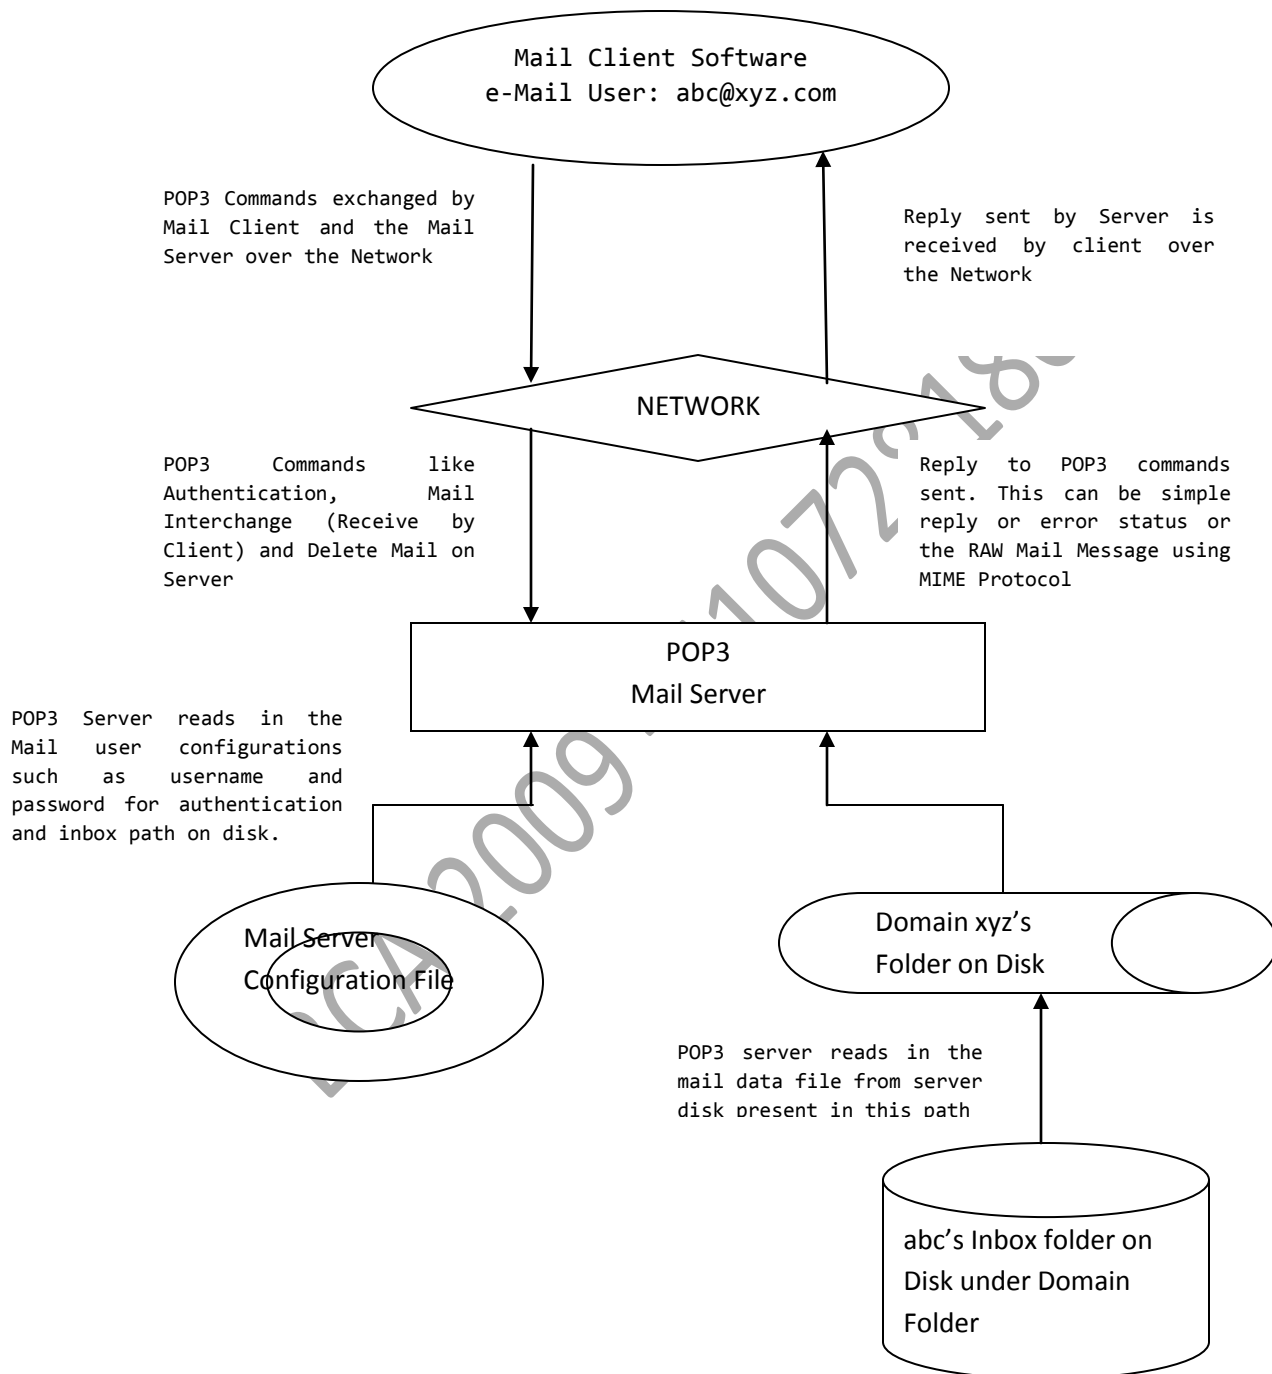 Mail Client Software
e-Mail User: abc@xyz.com
POP3 Commands exchanged by
Mail Client and the Mail
Server over the Network
Reply sent by Server is
received by client over
the Network
NETWORK
POP3 Commands like
Authentication, Mail
Interchange (Receive by
Client) and Delete Mail on
Server
Reply to POP3 commands
sent. This can be simple
reply or error status or
the RAW Mail Message using
MIME Protocol
POP3
Mail Server
POP3 Server reads in the
Mail user configurations
such as username and
password for authentication
and inbox path on disk.
Mail Server
Configuration File
Domain xyz's
Folder on Disk
POP3 server reads in the
mail data file from server
disk present in this path
abc's Inbox folder on
Disk under Domain
Folder